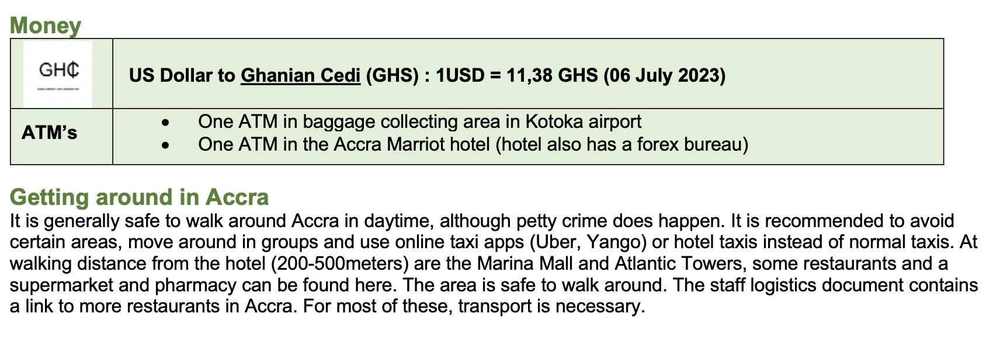 Money
GH₵
US Dollar to Ghanian Cedi (GHS) : 1USD = 11,38 GHS (06 July 2023)
ATM’s
• One ATM in baggage collecting area in Kotoka airport
• One ATM in the Accra Marriot hotel (hotel also has a forex bureau)
Getting around in Accra
It is generally safe to walk around Accra in daytime, although petty crime does happen. It is recommended to avoid
certain areas, move around in groups and use online taxi apps (Uber, Yango) or hotel taxis instead of normal taxis. At
walking distance from the hotel (200-500meters) are the Marina Mall and Atlantic Towers, some restaurants and a
supermarket and pharmacy can be found here. The area is safe to walk around. The staff logistics document contains
a link to more restaurants in Accra. For most of these, transport is necessary.